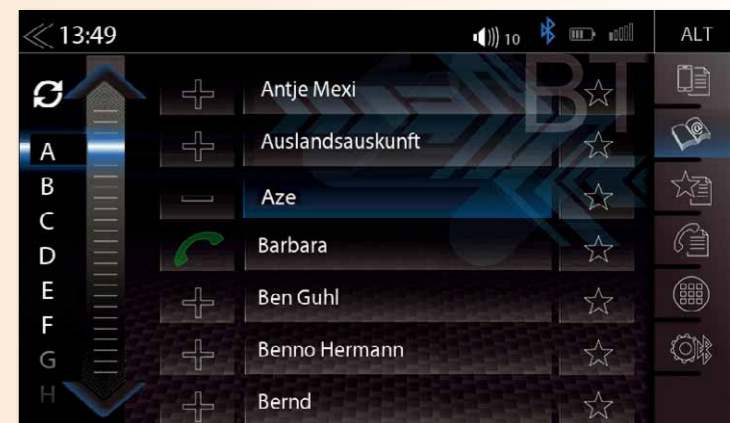 13:49 10 ALT
BT
Antje Mexi
A Auslandsauskunft
B Aze
C
D Barbara
E Ben Guhl
F
G Benno Hermann
H Bernd